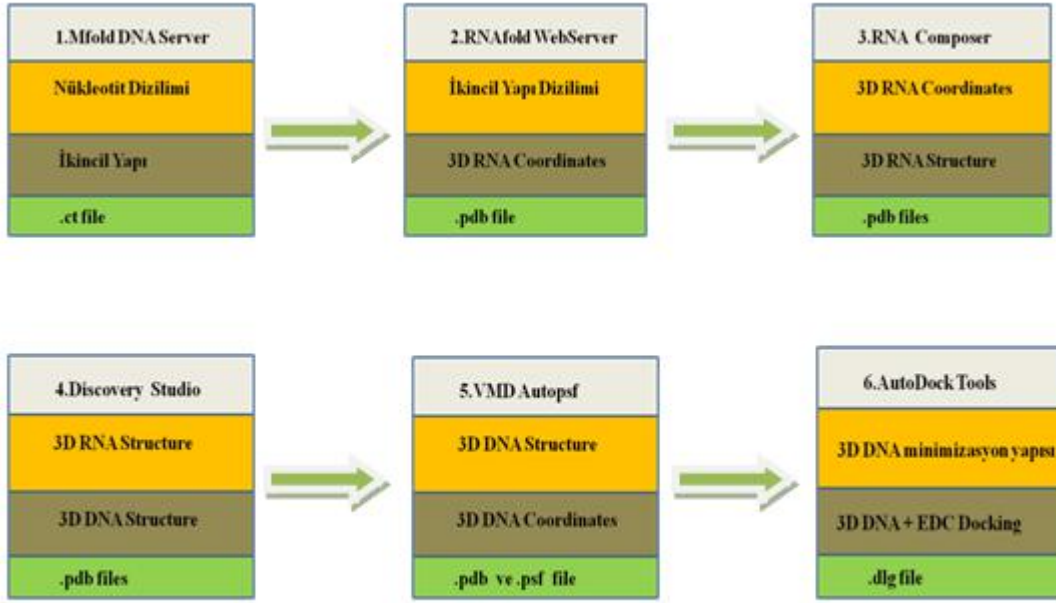 1.Mfold DNA Server
Nükleotit Dizilimi
İkincil Yapı
.ct file
2.RNAfold WebServer
İkincil Yapı Dizilimi
3D RNA Coordinates
.pdb file
3.RNA Composer
3D RNA Coordinates
3D RNA Structure
.pdb files
4.Discovery Studio
3D RNA Structure
3D DNA Structure
.pdb files
5.VMD Autopsf
3D DNA Structure
3D DNA Coordinates
.pdb ve .psf file
6.AutoDock Tools
3D DNA minimizasyon yapısı
3D DNA + EDC Docking
.dlg file